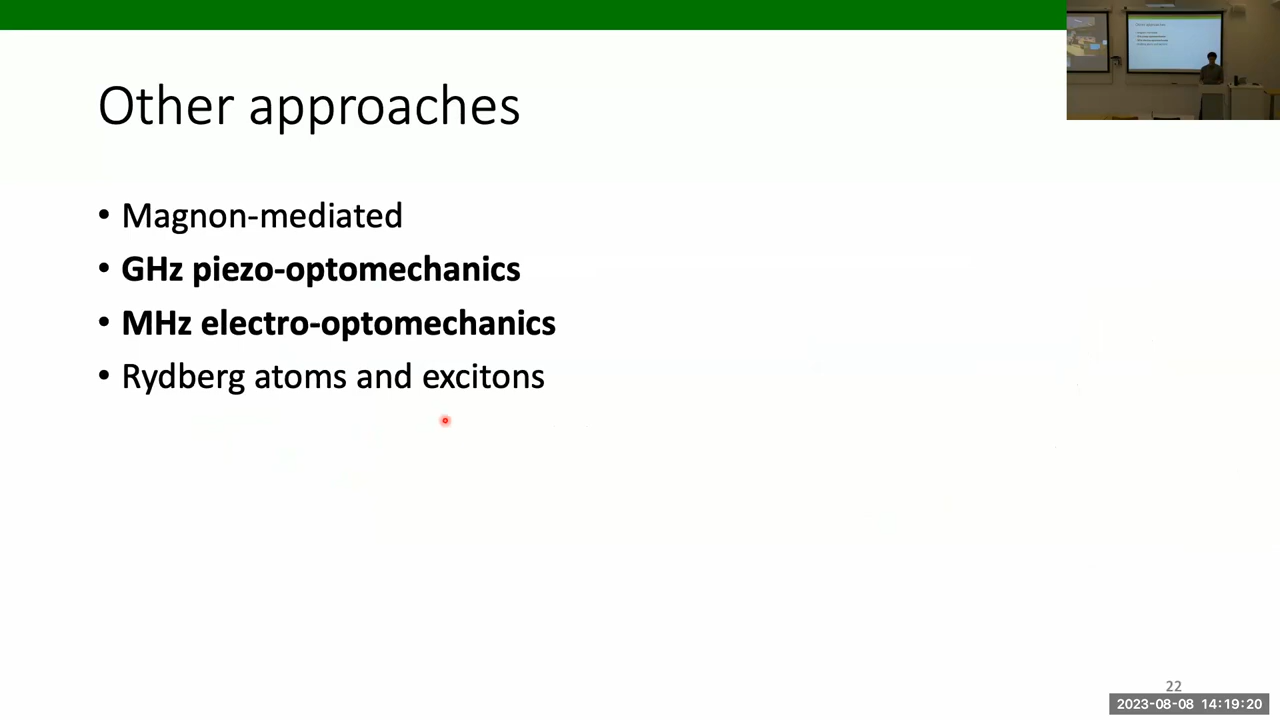 Other approaches
• Magnon-mediated
• GHz piezo-optomechanics
• MHz electro-optomechanics
• Rydberg atoms and excitons
22
2023-08-08 14:19:20